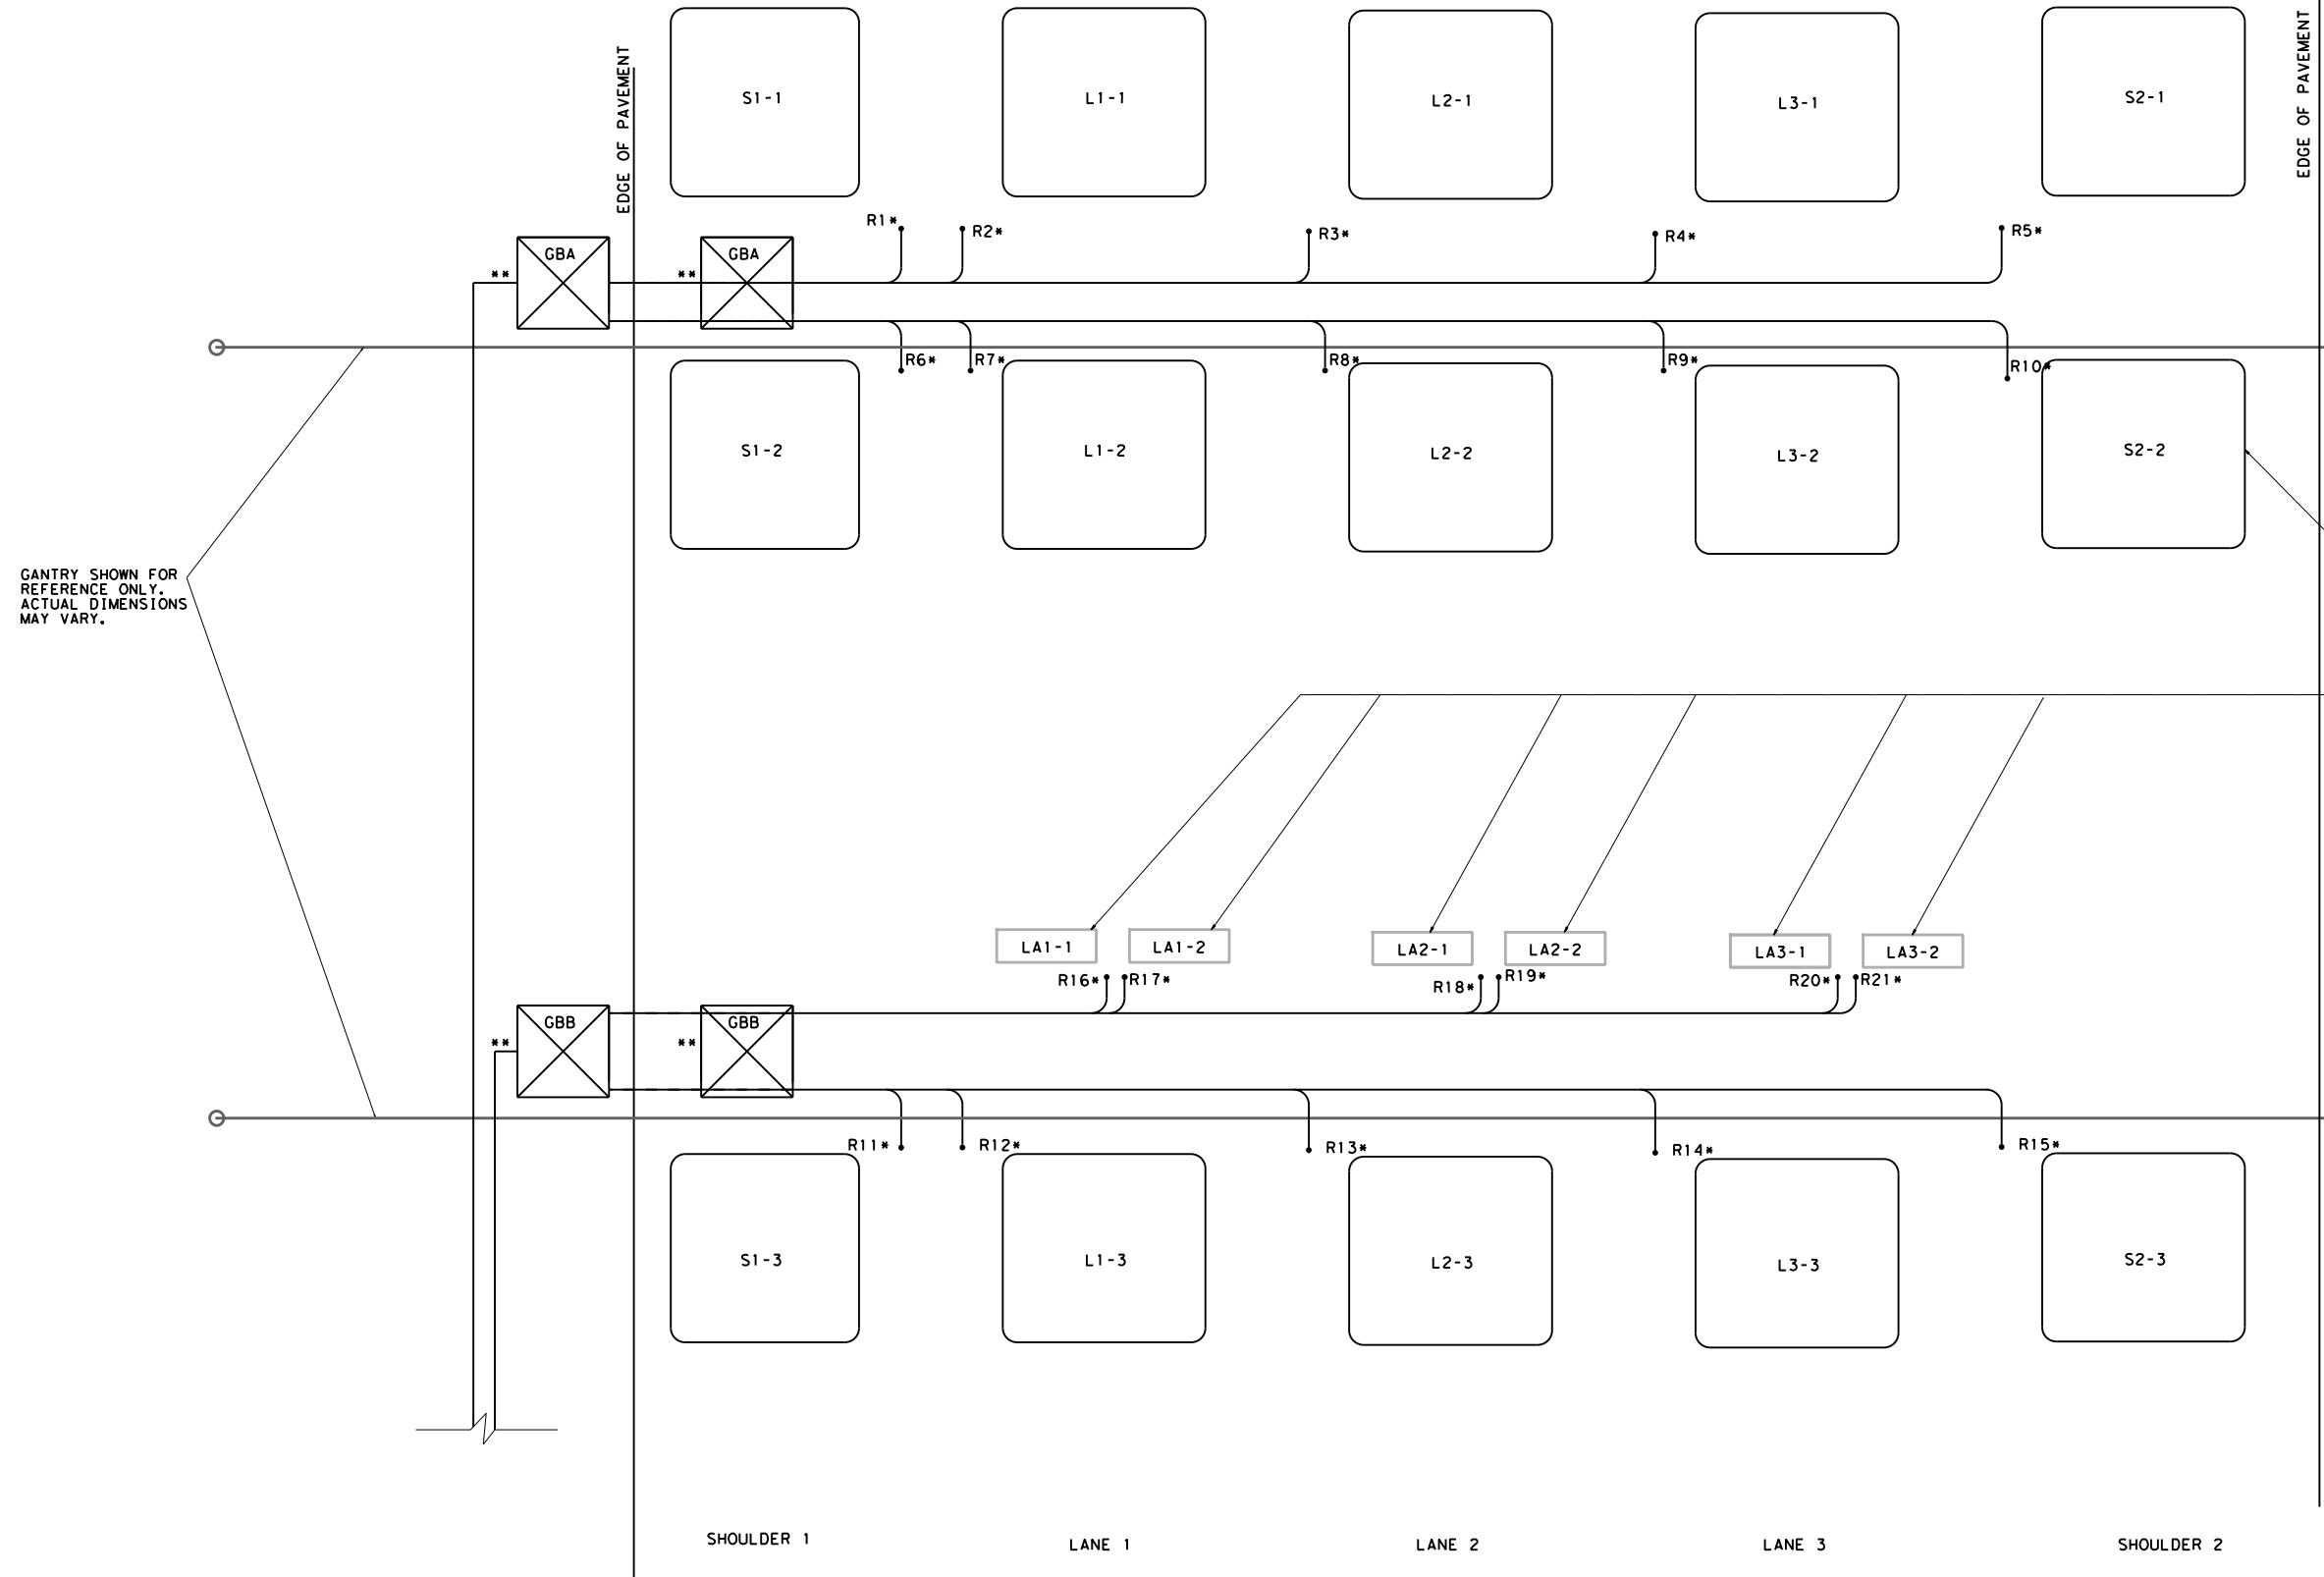 EDGE OF PAVEMENT
EDGE OF PAVEMENT
S1-1
L1-1
L2-1
L3-1
S2-1
R1*
R2*
R3*
R4*
R5*
GBA
**
GBA
**
R6*
R7*
R8*
R9*
R10*
S1-2
L1-2
L2-2
L3-2
S2-2
GANTRY SHOWN FOR
REFERENCE ONLY.
ACTUAL DIMENSIONS
MAY VARY.
LA1-1
LA1-2
LA2-1
LA2-2
LA3-1
LA3-2
R16*
R17*
R18*
R19*
R20*
R21*
GBB
**
GBB
**
R11*
R12*
R13*
R14*
R15*
S1-3
L1-3
L2-3
L3-3
S2-3
SHOULDER 1
LANE 1
LANE 2
LANE 3
SHOULDER 2